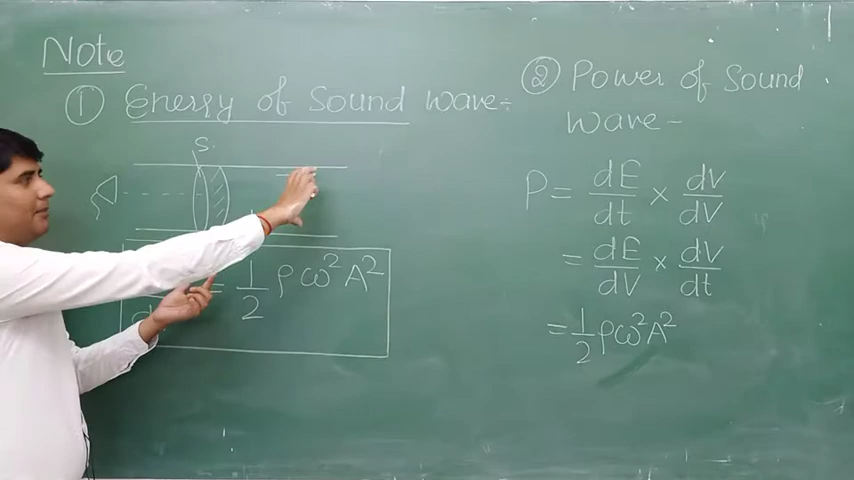 Note
① Energy of Sound wave:-
S
= 1/2 ρω²A²
② Power of Sound
wave -
P = dE/dt × dV/dV
= dE/dV × dV/dt
= 1/2 ρω²A²